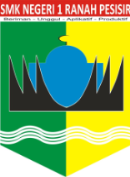 SMK NEGERI 1 RANAH PESISIR
Beriman - Unggul - Aplikatif - Produktif